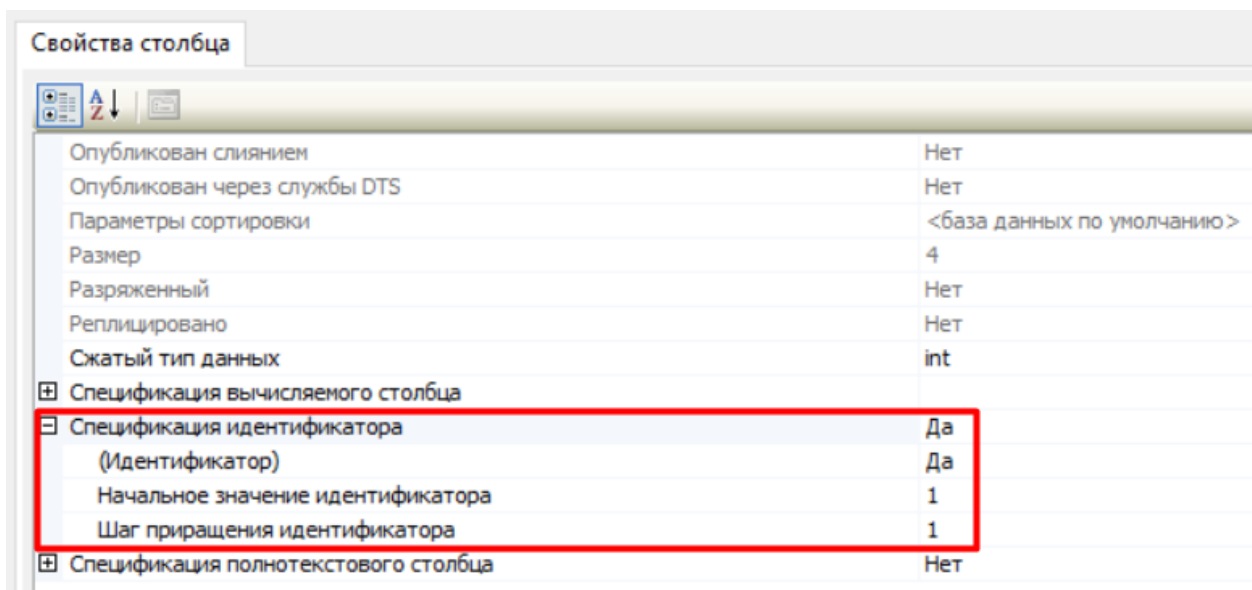 Свойства столбца
Опубликован слиянием Нет
Опубликован через службы DTS Нет
Параметры сортировки <база данных по умолчанию>
Размер 4
Разряженный Нет
Реплицировано Нет
Сжатый тип данных int
Спецификация вычисляемого столбца
Спецификация идентификатора Да
(Идентификатор) Да
Начальное значение идентификатора 1
Шаг приращения идентификатора 1
Спецификация полнотекстового столбца Нет